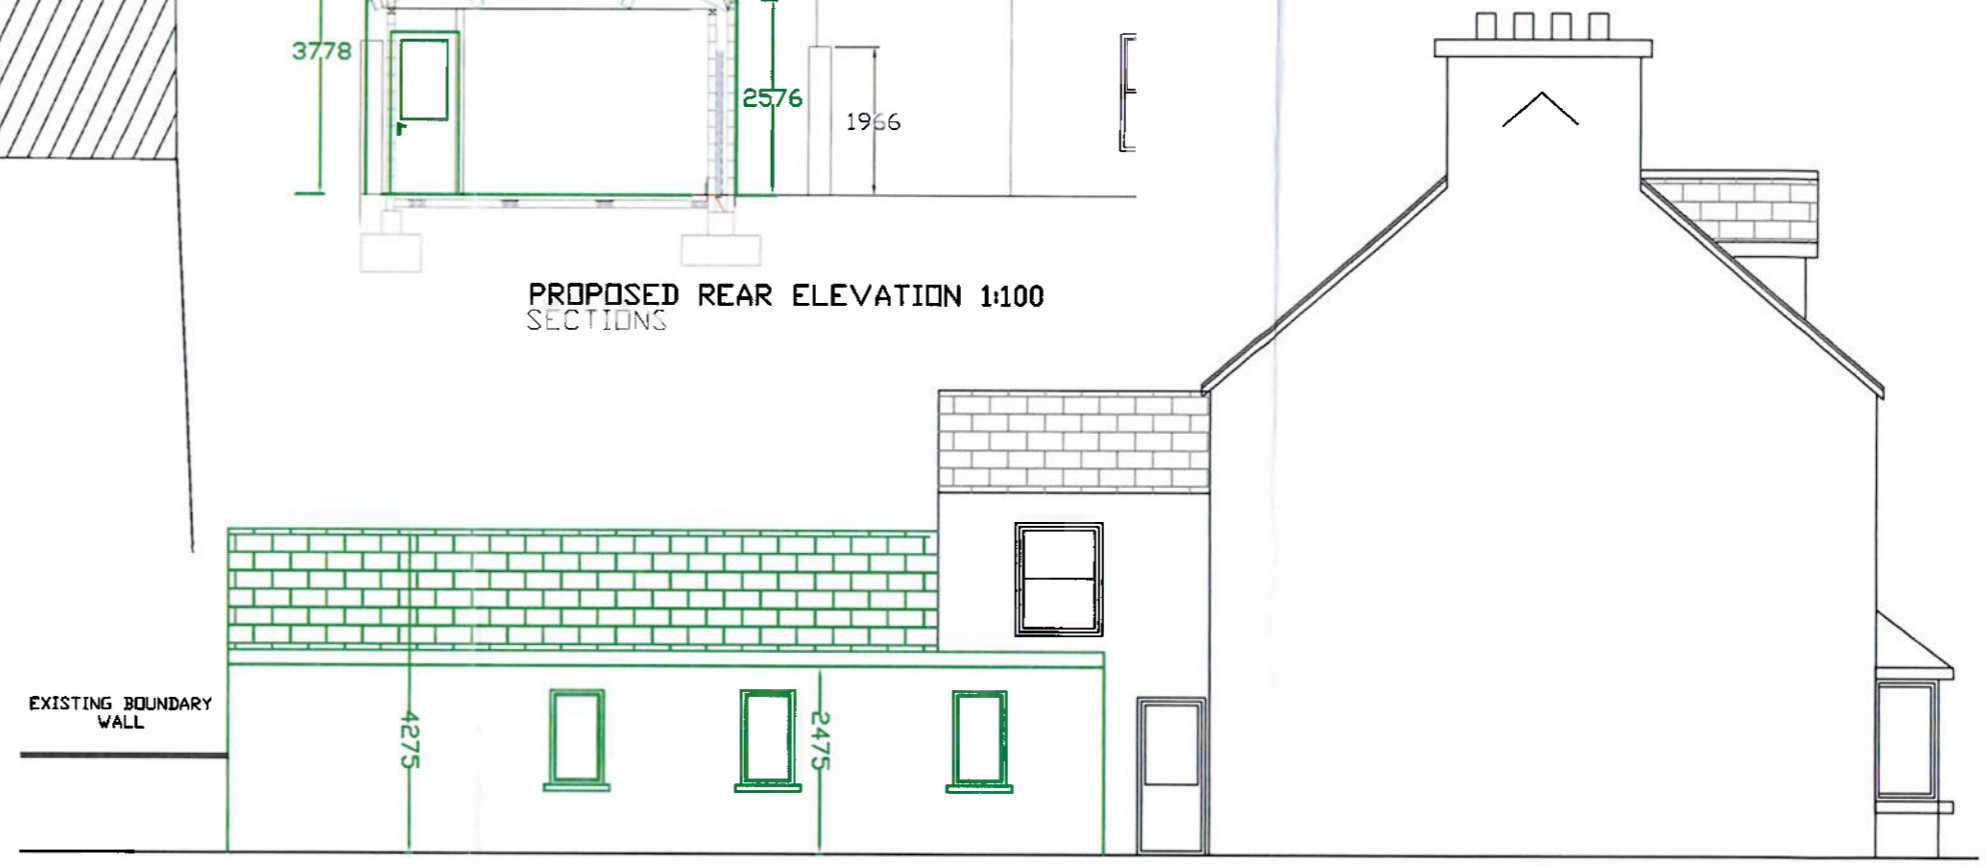 3778
2576
1966
PROPOSED REAR ELEVATION 1:100
SECTIONS
EXISTING BOUNDARY
WALL
4275
2475